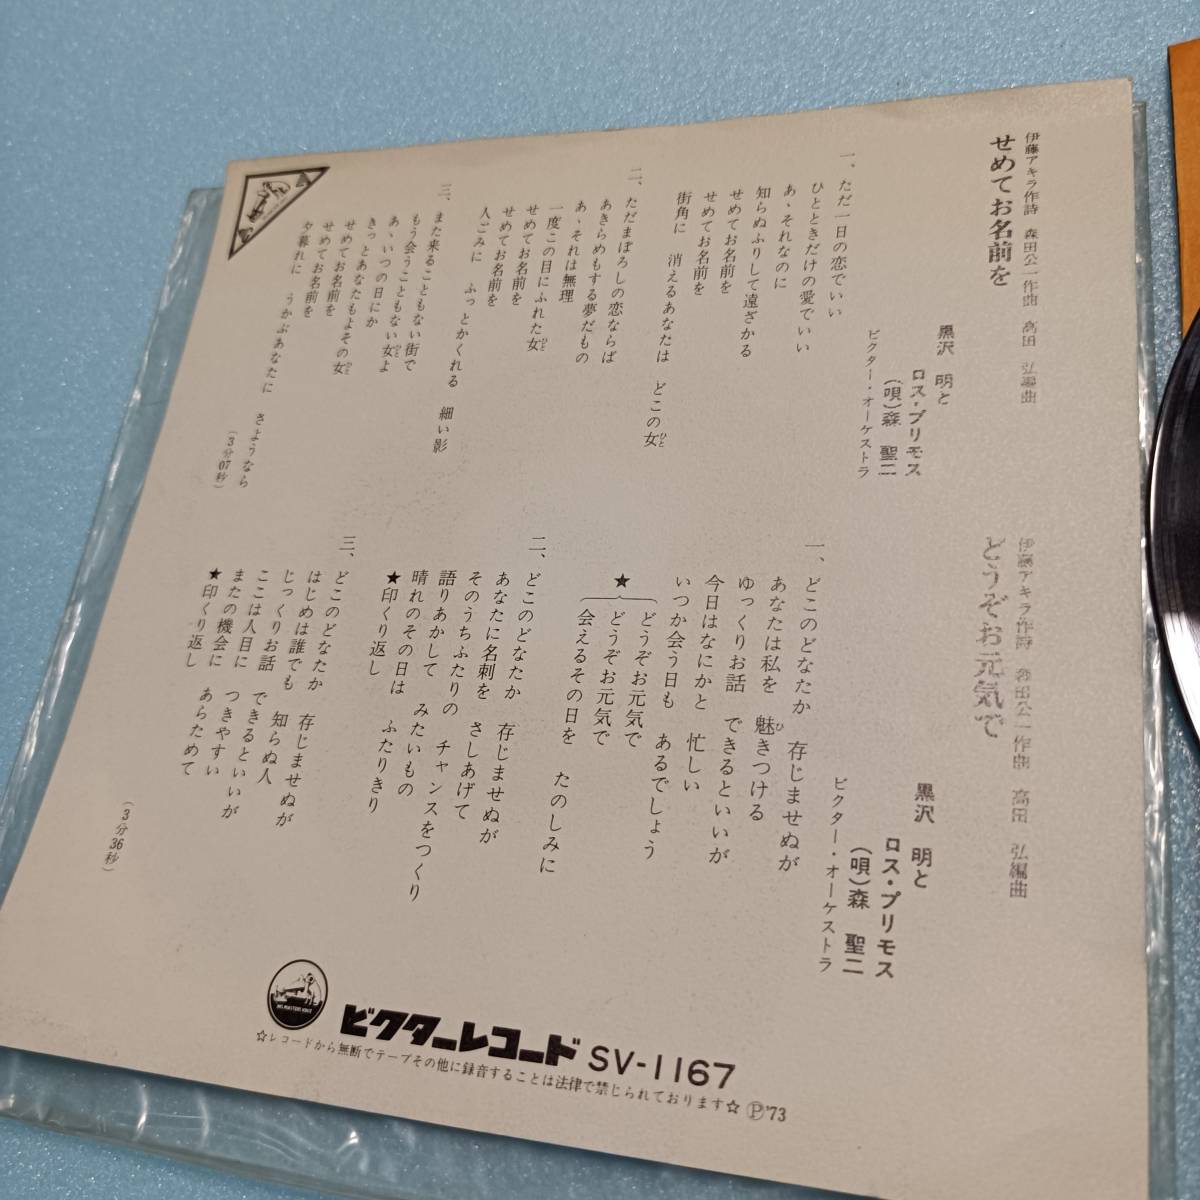 伊藤アキラ作詩　森田公一作曲　高田　弘編曲
せめてお名前を
黒沢　明と
ロス・プリモス
（唄）森　聖二
ビクター・オーケストラ
一、ただ一日の恋でいい
ひとときだけの愛でいい
あゝそれなのに
知らぬふりして遠ざかる
せめてお名前を
せめてお名前を
街角に　消えるあなたは　どこの女ひと
二、ただまぼろしの恋ならば
あきらめもする夢だもの
あゝそれは無理
一度この目にふれた女ひと
せめてお名前を
せめてお名前を
人ごみに　ふっとかくれる　細い影
三、また来ることもない街で
もう会うこともない女ひとよ
あゝいつの日にか
きっとあなたもよその女ひと
せめてお名前を
せめてお名前を
夕暮れに　うかぶあなたに　さようなら
（3分07秒）
伊藤アキラ作詩　森田公一作曲　高田　弘編曲
どうぞお元気で
黒沢　明と
ロス・プリモス
（唄）森　聖二
ビクター・オーケストラ
一、どこのどなたか　存じませぬが
あなたは私を　魅ひきつける
ゆっくりお話　できるといいが
今日はなにかと　忙しい
いつか会う日も　あるでしょう
★どうぞお元気で
どうぞお元気で
会えるその日を　たのしみに
二、どこのどなたか　存じませぬが
あなたに名刺を　さしあげて
そのうちふたりの　チャンスをつくり
語りあかして　みたいもの
晴れのその日は　ふたりきり
★印くり返し
三、どこのどなたか　存じませぬが
はじめは誰でも　知らぬ人
じっくりお話　できるといいが
ここは人目に　つきやすい
またの機会に　あらためて
★印くり返し
（3分36秒）
HIS MASTERS VOICE
ビクターレコード SV-1167
☆レコードから無断でテープその他に録音することは法律で禁じられております☆ Ⓟ'73